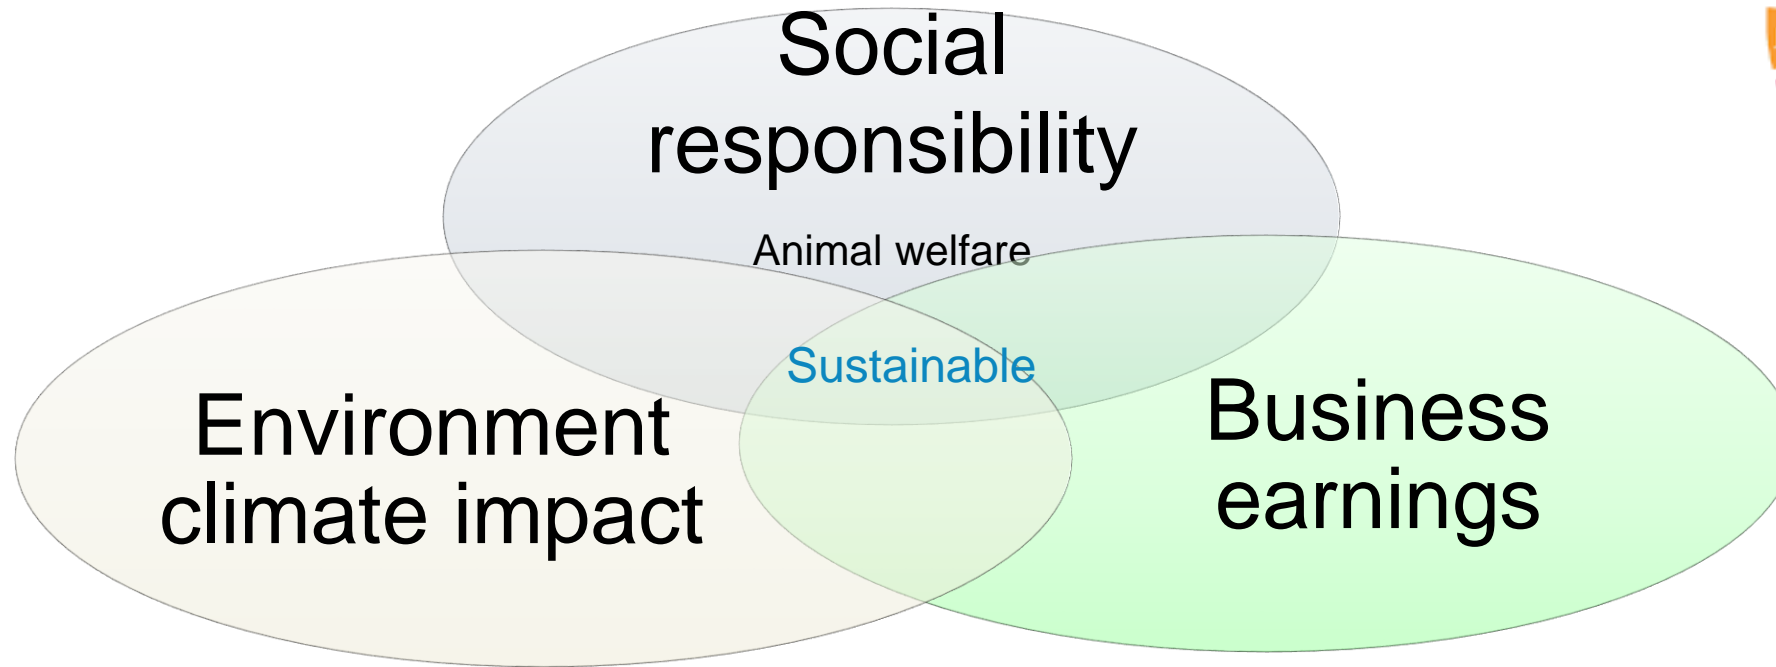 Social
responsibility
Animal welfare
Sustainable
Environment
climate impact
Business
earnings